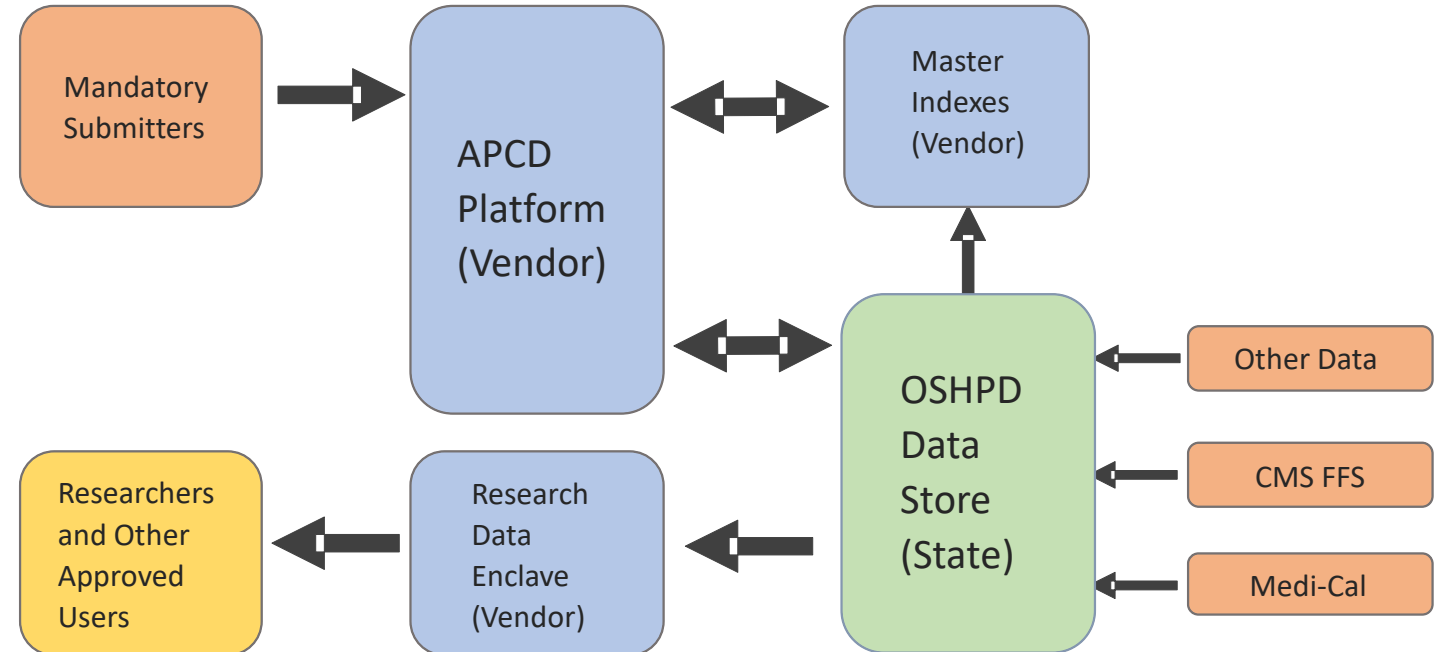 Mandatory
Submitters
APCD
Platform
(Vendor)
Master
Indexes
(Vendor)
OSHPD
Data
Store
(State)
Other Data
CMS FFS
Medi-Cal
Research
Data
Enclave
(Vendor)
Researchers
and Other
Approved
Users